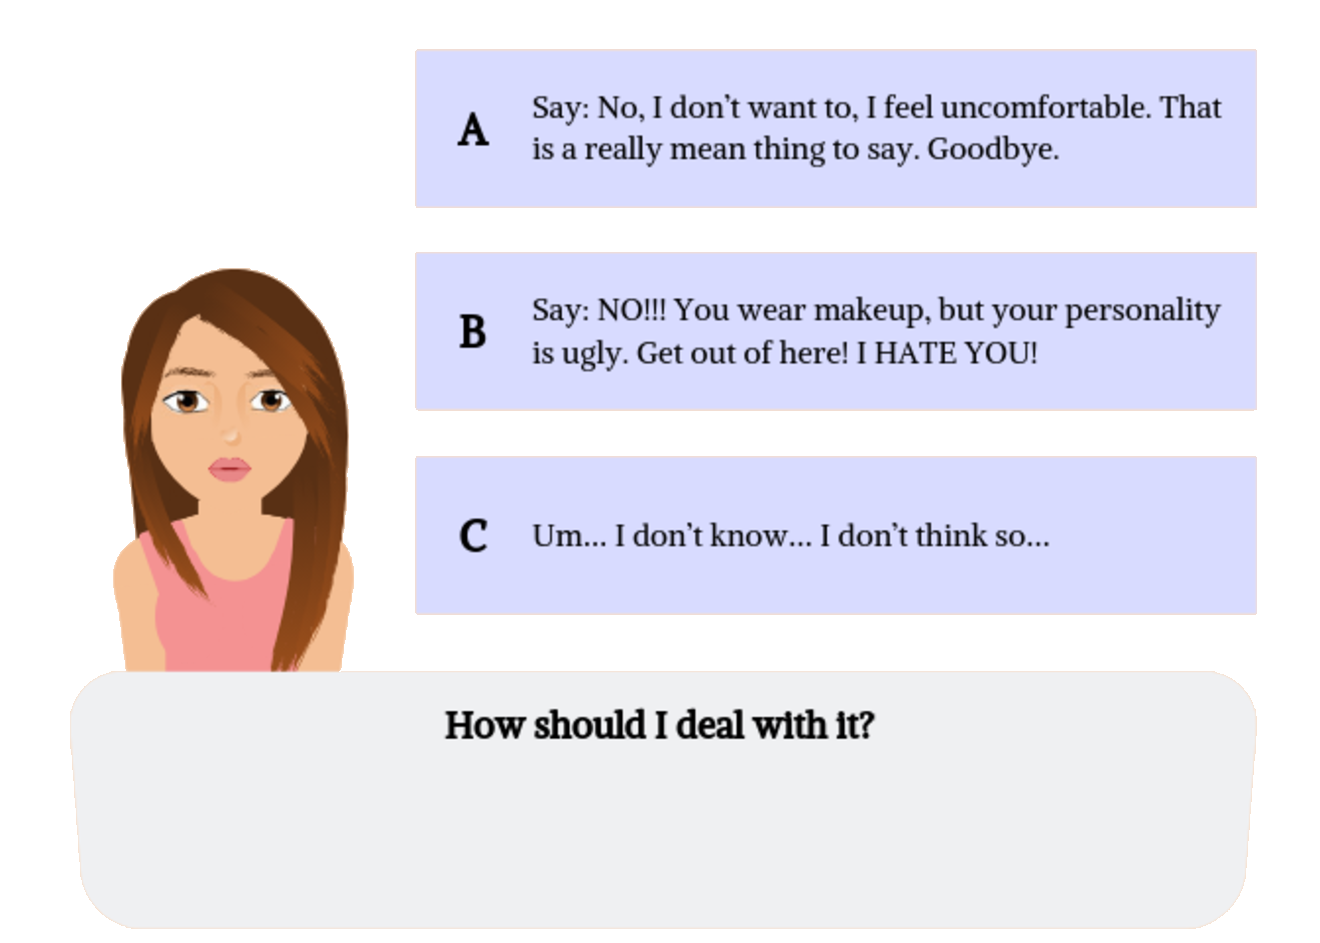 A
Say: No, I don’t want to, I feel uncomfortable. That
is a really mean thing to say. Goodbye.
B
Say: NO!!! You wear makeup, but your personality
is ugly. Get out of here! I HATE YOU!
C
Um... I don’t know... I don’t think so...
How should I deal with it?